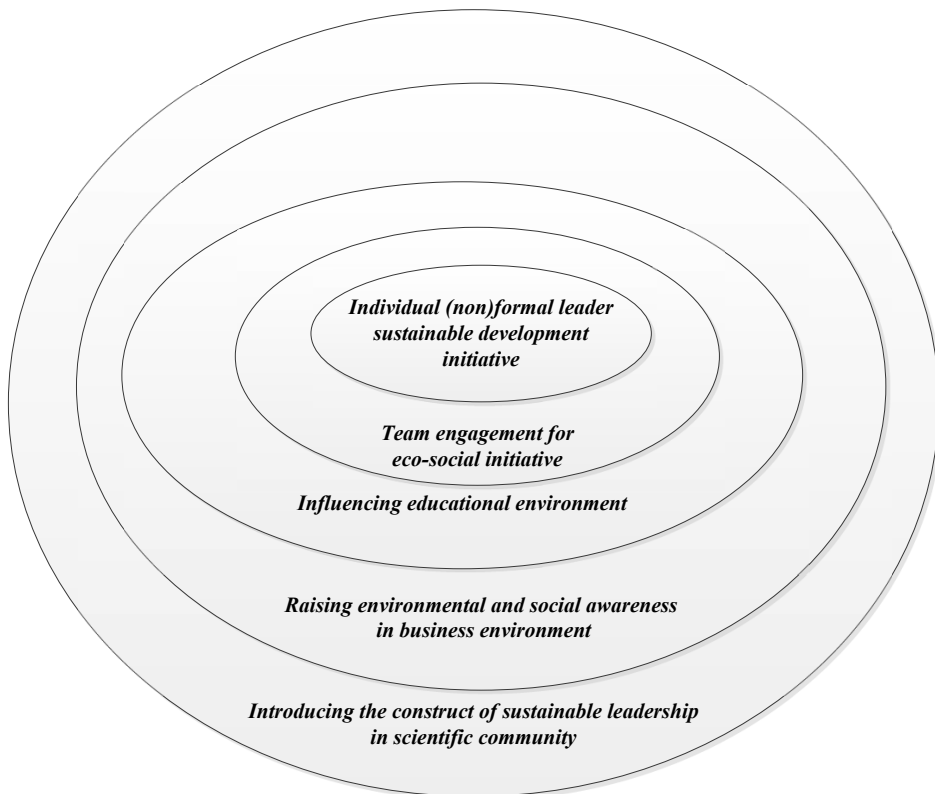 Individual (non)formal leader
sustainable development
initiative
Team engagement for
eco-social initiative
Influencing educational environment
Raising environmental and social awareness
in business environment
Introducing the construct of sustainable leadership
in scientific community